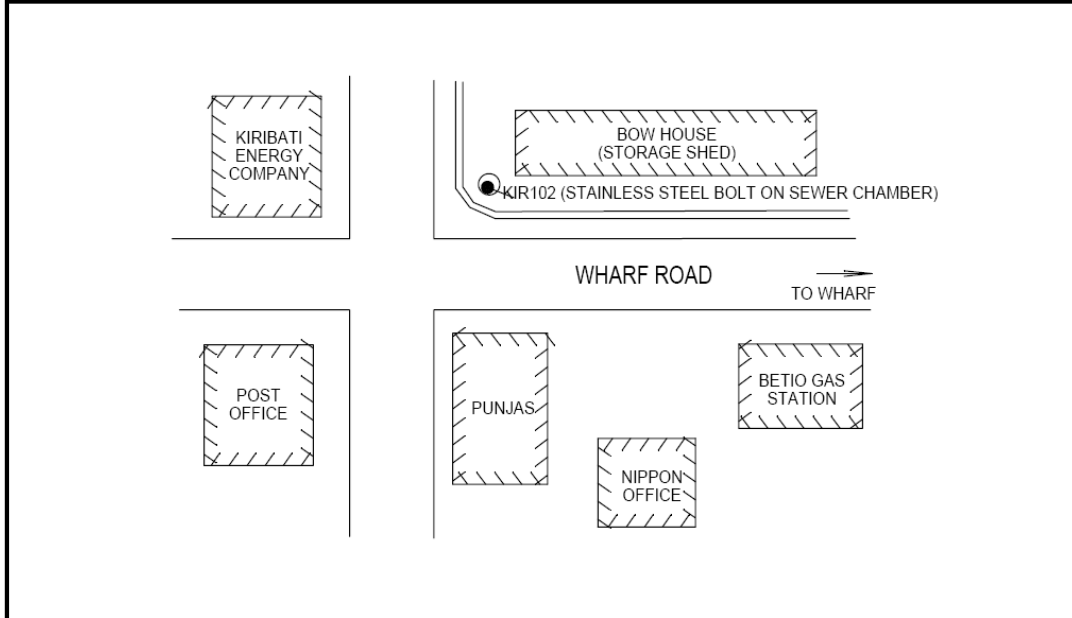 KIRIBATI
ENERGY
COMPANY
BOW HOUSE
(STORAGE SHED)
KIR102 (STAINLESS STEEL BOLT ON SEWER CHAMBER)
WHARF ROAD
TO WHARF
POST
OFFICE
PUNJAS
BETIO GAS
STATION
NIPPON
OFFICE